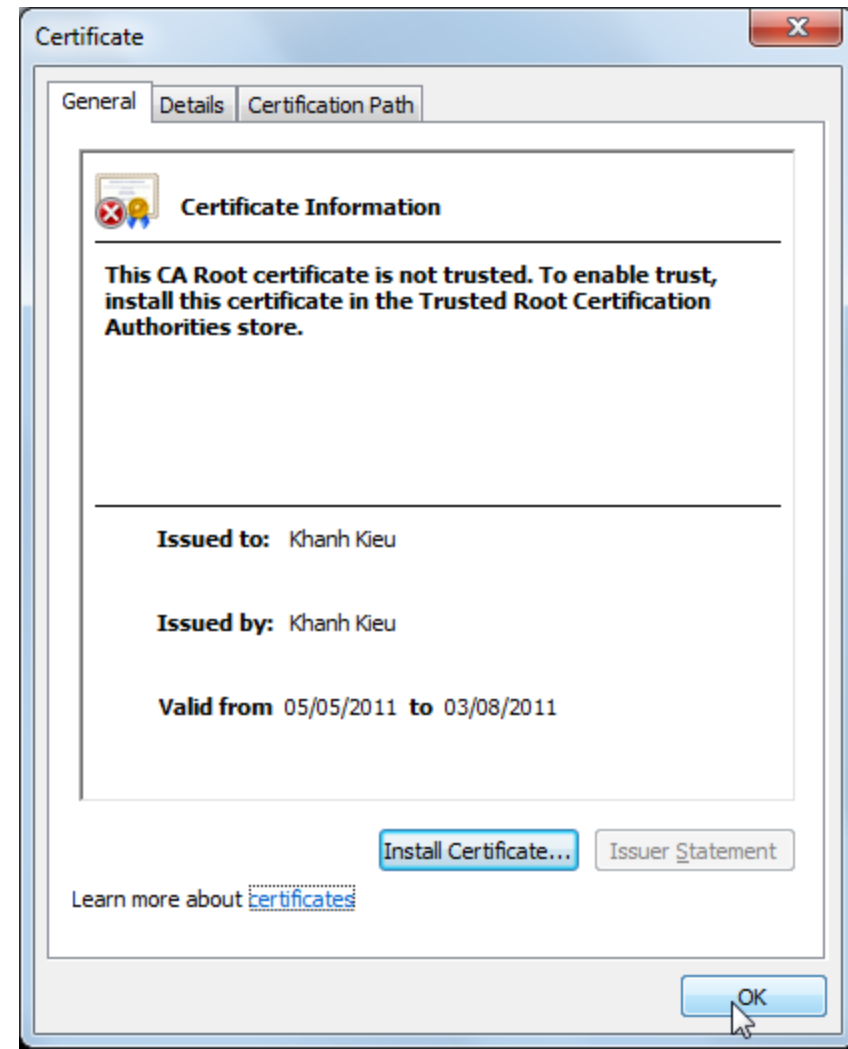 Certificate
General Details Certification Path
Certificate Information
This CA Root certificate is not trusted. To enable trust,
install this certificate in the Trusted Root Certification
Authorities store.
Issued to: Khanh Kieu
Issued by: Khanh Kieu
Valid from 05/05/2011 to 03/08/2011
Install Certificate... Issuer Statement
Learn more about certificates
OK